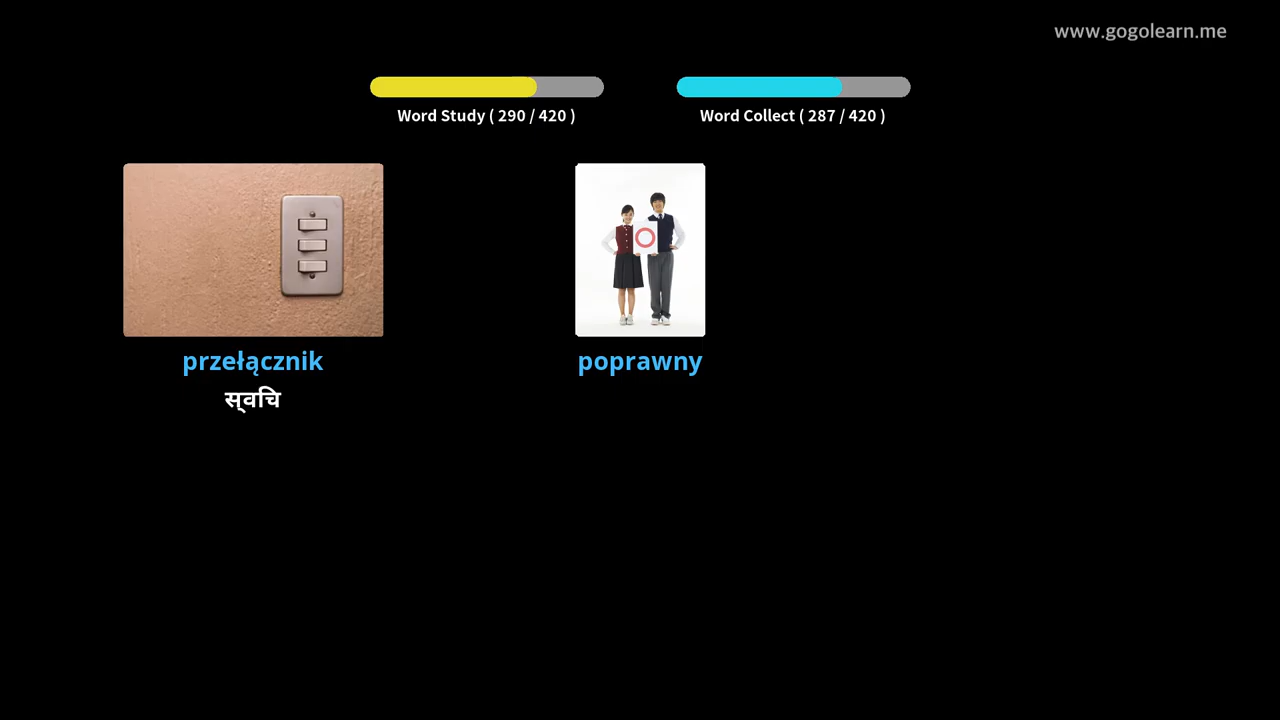 www.gogolearn.me
Word Study ( 290 / 420 )
Word Collect ( 287 / 420 )
przełącznik
poprawny
स्वचि